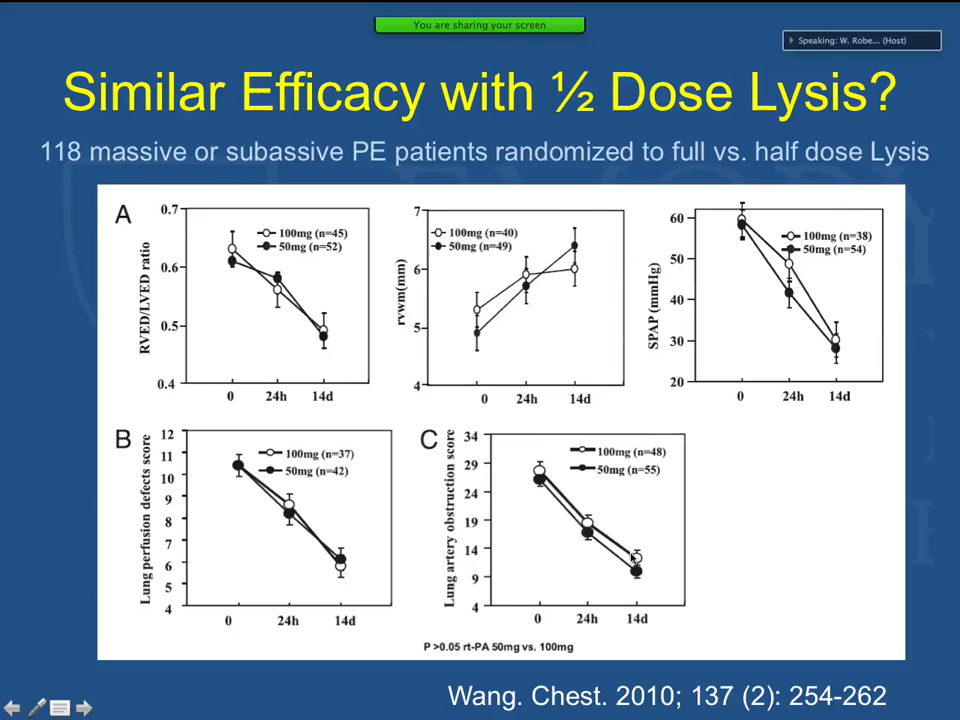 You are sharing your screen
Speaking: W. Robe... (Host)
Similar Efficacy with ½ Dose Lysis?
118 massive or subassive PE patients randomized to full vs. half dose Lysis
A
RVED/LVED ratio
0.7
0.6
0.5
0.4
100mg (n=45)
50mg (n=52)
0 24h 14d
rvwm(mm)
7
6
5
4
100mg (n=40)
50mg (n=49)
0 24h 14d
SPAP (mmHg)
60
50
40
30
20
100mg (n=38)
50mg (n=54)
0 24h 14d
B
Lung perfusion defects score
12
11
10
9
8
7
6
5
4
100mg (n=37)
50mg (n=42)
0 24h 14d
C
Lung artery obstruction score
34
29
24
19
14
9
4
100mg (n=48)
50mg (n=55)
0 24h 14d
P >0.05 rt-PA 50mg vs. 100mg
Wang. Chest. 2010; 137 (2): 254-262